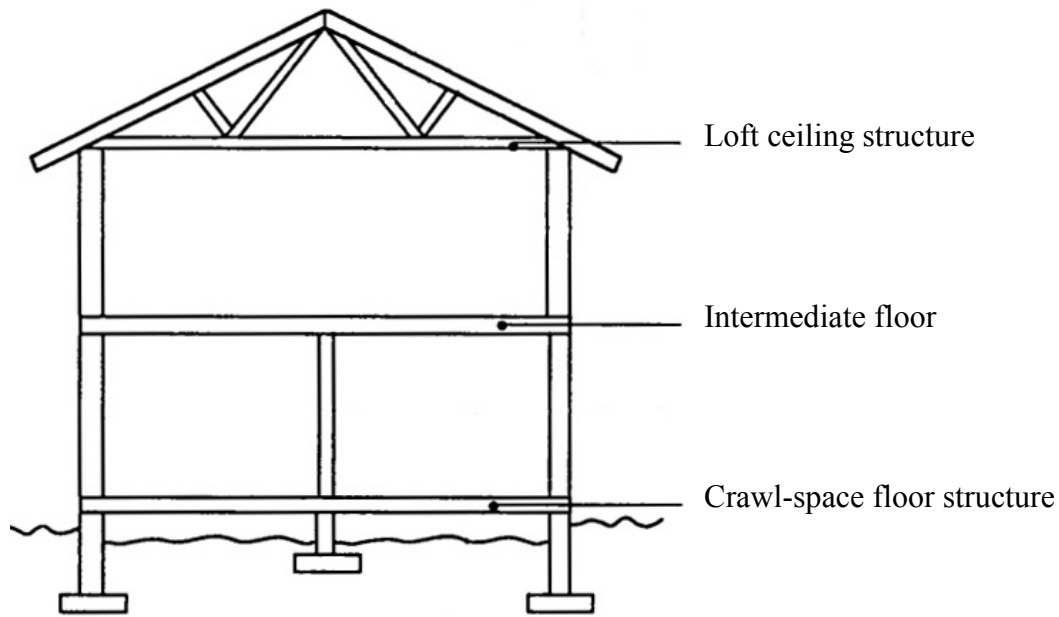 Loft ceiling structure
Intermediate floor
Crawl-space floor structure